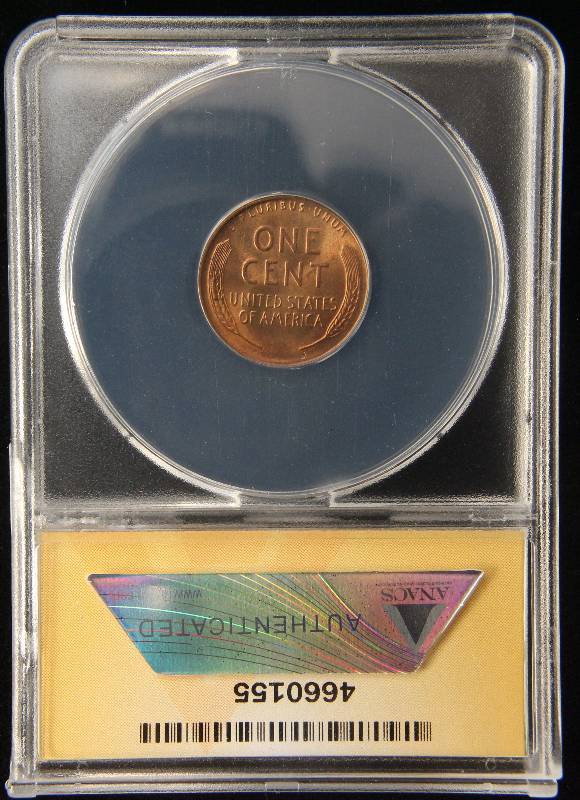 PLURIBUS UNUM
ONE
CENT
UNITED STATES
OF AMERICA
ANACS
AUTHENTICATED
4660155